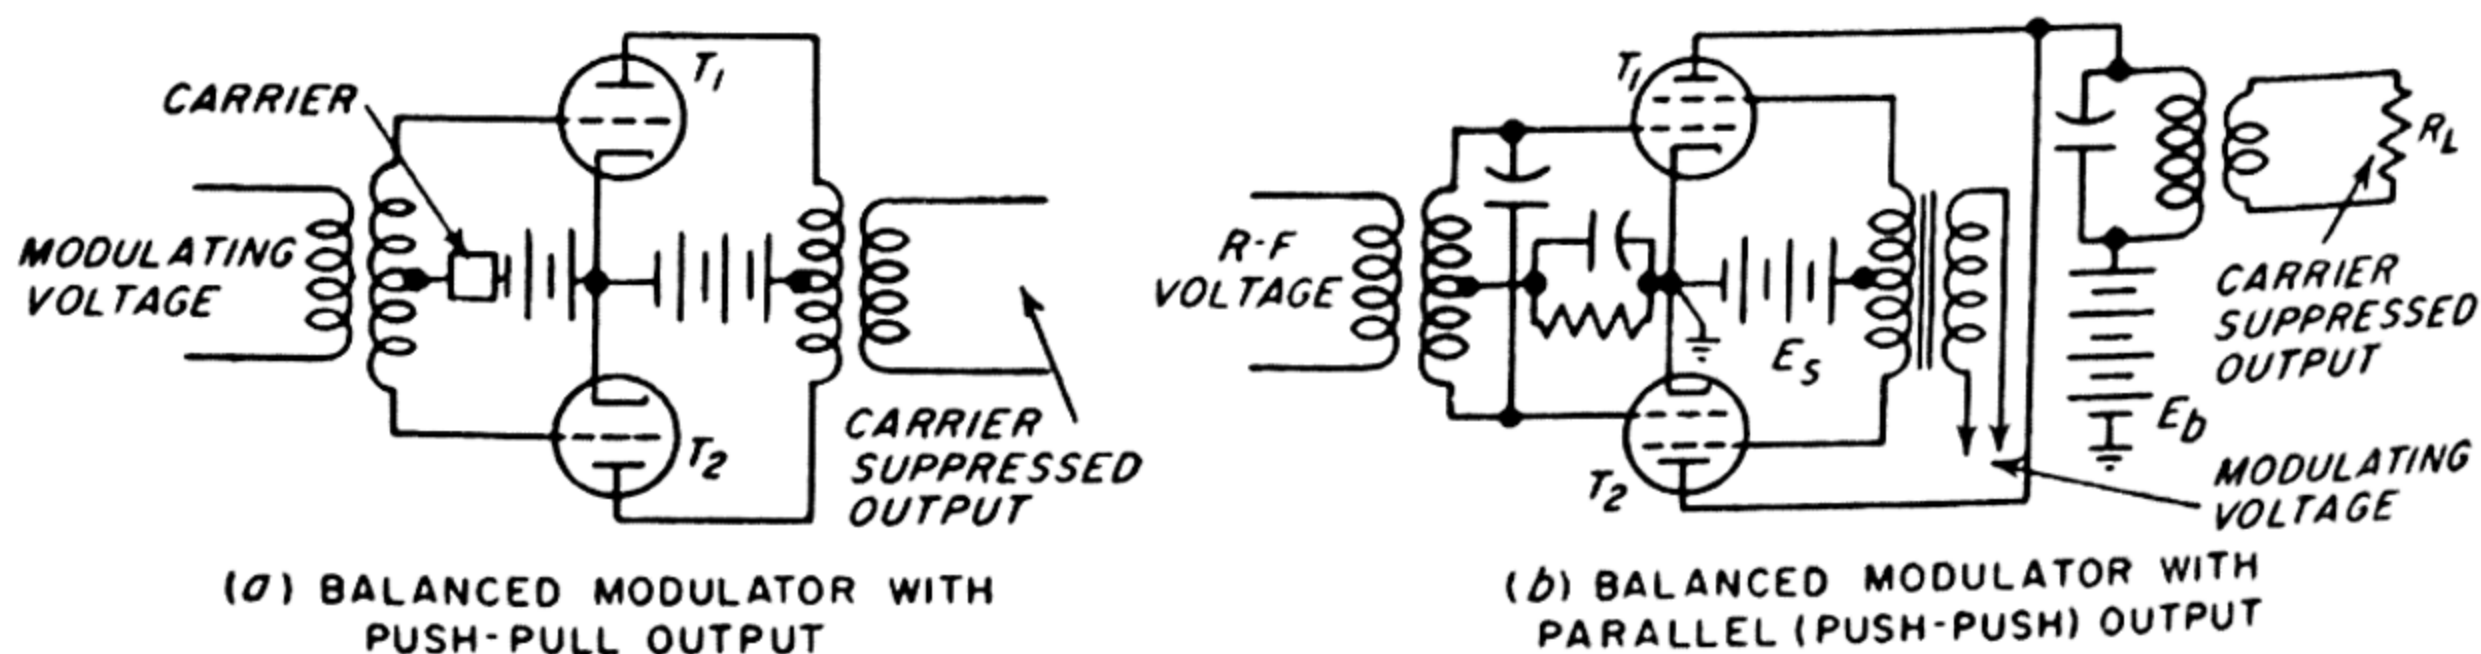 CARRIER
T1
MODULATING
VOLTAGE
T2
CARRIER
SUPPRESSED
OUTPUT
(a) BALANCED MODULATOR WITH
PUSH-PULL OUTPUT
T1
R-F
VOLTAGE
ES
T2
RL
CARRIER
SUPPRESSED
OUTPUT
Eb
MODULATING
VOLTAGE
(b) BALANCED MODULATOR WITH
PARALLEL (PUSH-PUSH) OUTPUT